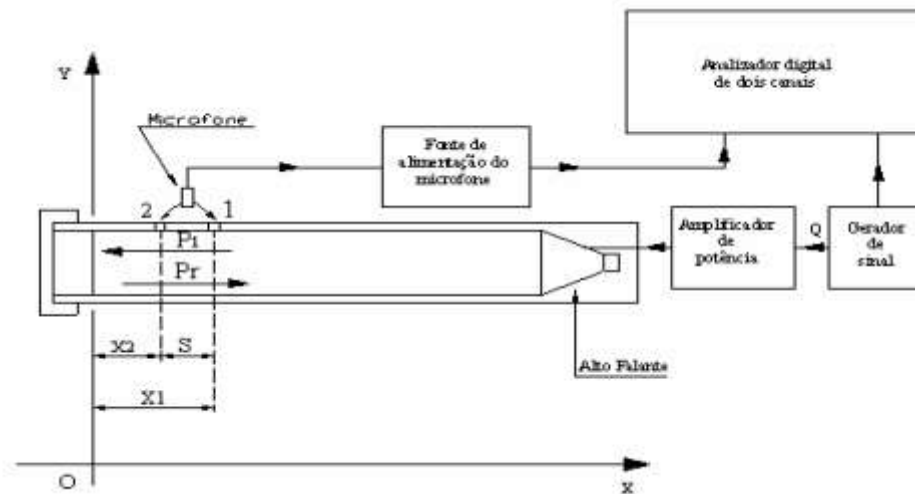 Analizador digital
de dois canais
Y
Microfone
Fonte de
alimentação do
microfone
2
1
Pi
Pr
Amplificador
de
potência
Q
Gerador
de
sinal
X2
S
Alto Falante
X1
O
X